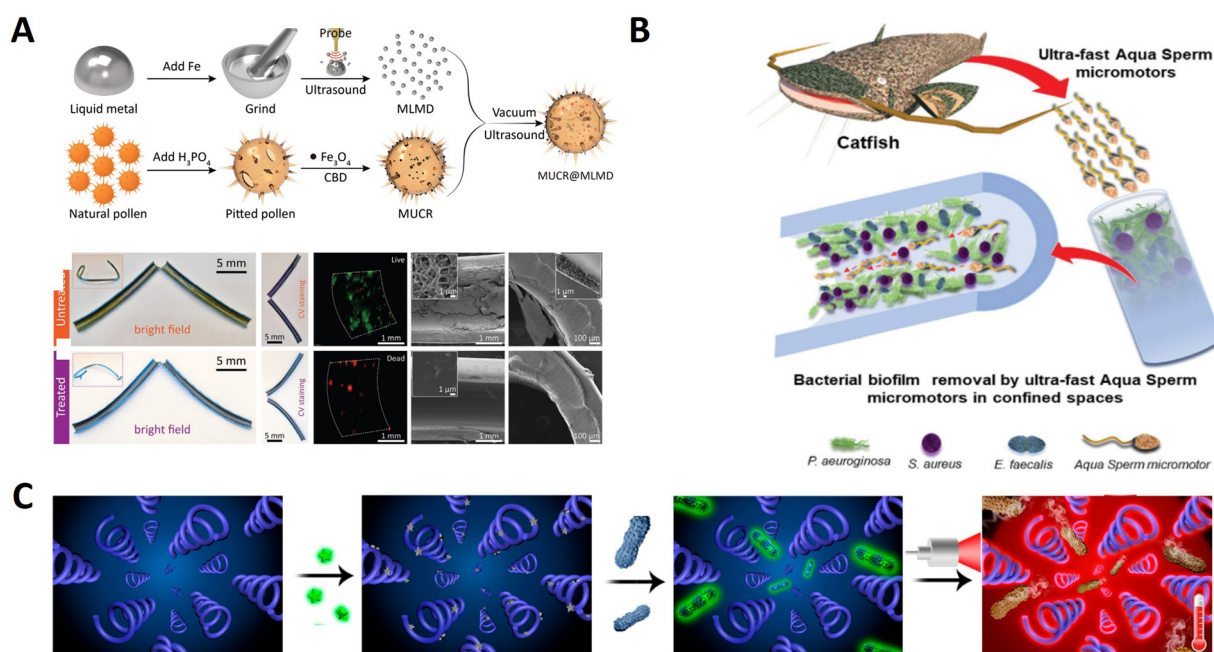 A
Probe
Add Fe
Liquid metal
Grind
Ultrasound
MLMD
Vacuum
Ultrasound
Add H₃PO₄
● Fe₃O₄
CBD
Natural pollen
Pitted pollen
MUCR
MUCR@MLMD
Untreated
5 mm
bright field
CV staining
5 mm
Live
1 mm
1 μm
1 mm
1 μm
100 μm
Treated
5 mm
bright field
CV staining
5 mm
Dead
1 mm
1 μm
1 mm
100 μm
B
Ultra-fast Aqua Sperm
micromotors
Catfish
Bacterial biofilm removal by ultra-fast Aqua Sperm
micromotors in confined spaces
P. aeuroginosa
S. aureus
E. faecalis
Aqua Sperm micromotor
C